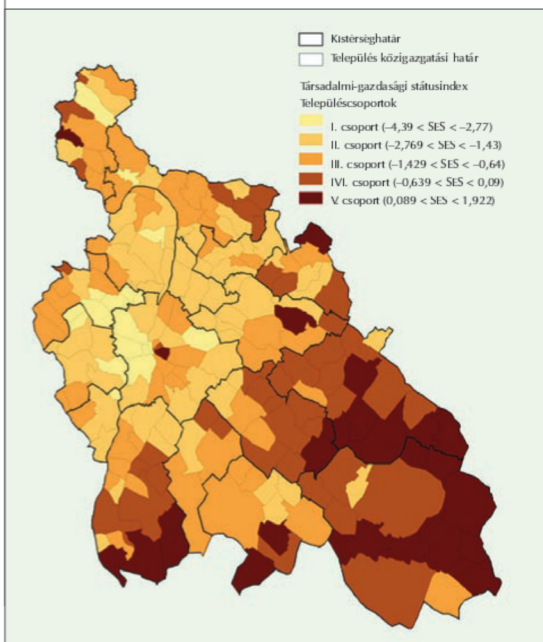 Kistérséghatár
Település közigazgatási határ
Társadalmi-gazdasági státusindex
Településcsoportok
I. csoport (–4,39 < SES < –2,77)
II. csoport (–2,769 < SES < –1,43)
III. csoport (–1,429 < SES < –0,64)
IVI. csoport (–0,639 < SES < 0,09)
V. csoport (0,089 < SES < 1,922)